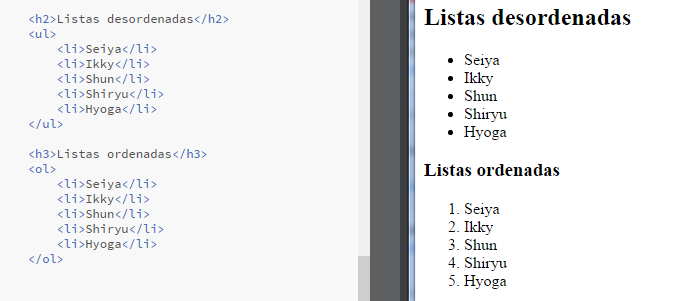 <h2>Listas desordenadas</h2>
<ul>
    <li>Seiya</li>
    <li>Ikky</li>
    <li>Shun</li>
    <li>Shiryu</li>
    <li>Hyoga</li>
</ul>
<h3>Listas ordenadas</h3>
<ol>
    <li>Seiya</li>
    <li>Ikky</li>
    <li>Shun</li>
    <li>Shiryu</li>
    <li>Hyoga</li>
</ol>
Listas desordenadas
• Seiya
• Ikky
• Shun
• Shiryu
• Hyoga
Listas ordenadas
1. Seiya
2. Ikky
3. Shun
4. Shiryu
5. Hyoga